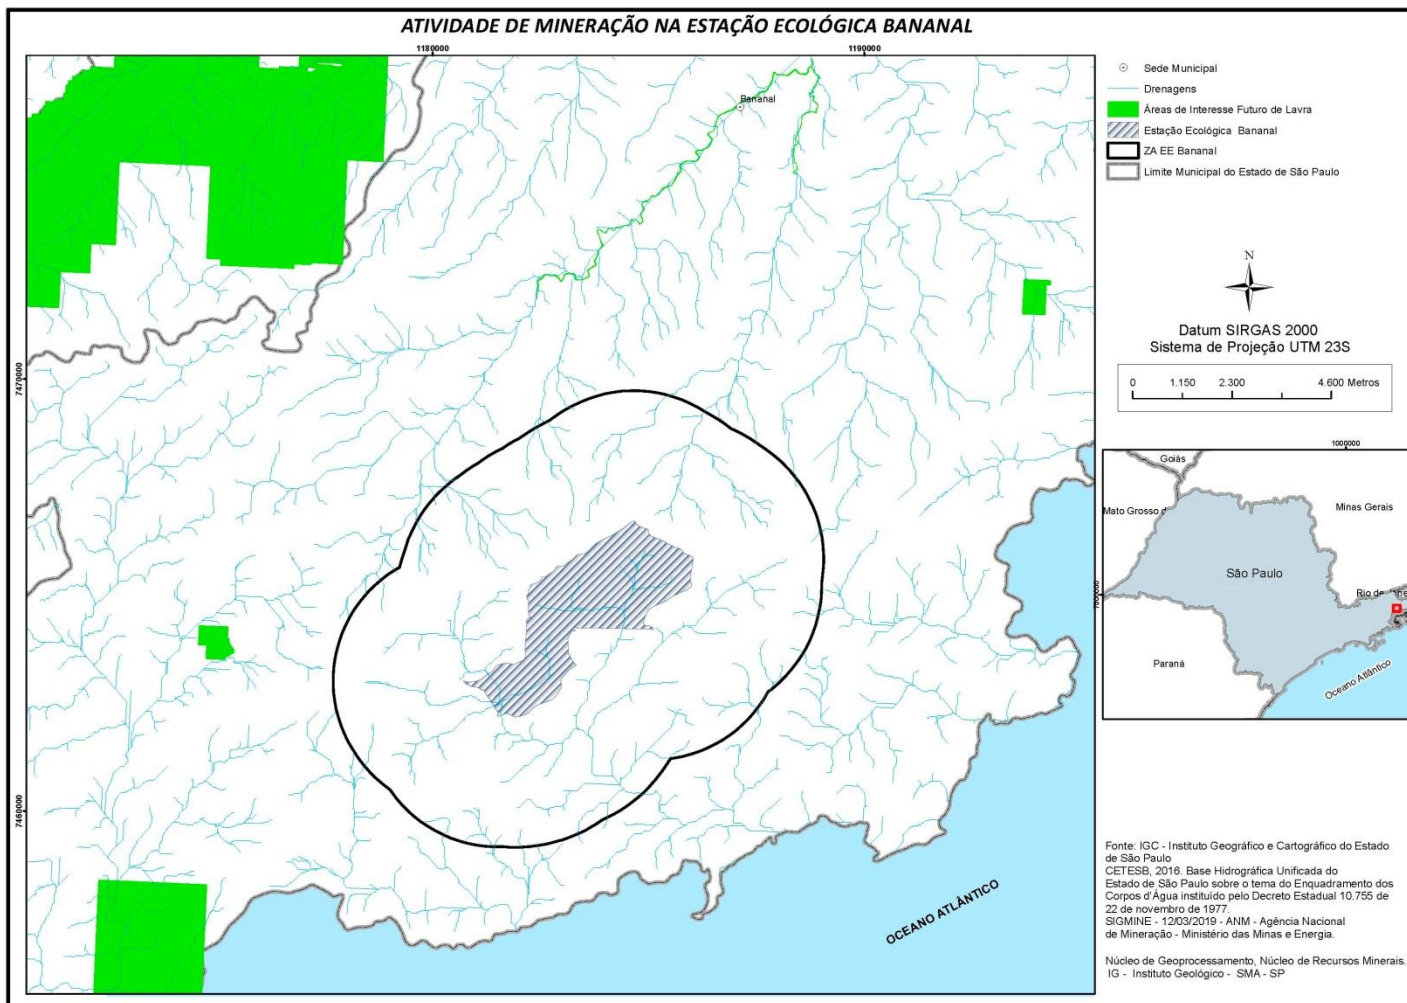 ATIVIDADE DE MINERAÇÃO NA ESTAÇÃO ECOLÓGICA BANANAL
1180000
1190000
7470000
7460000
Bananal
OCEANO ATLÂNTICO
Sede Municipal
Drenagens
Áreas de Interesse Futuro de Lavra
Estação Ecológica Bananal
ZA EE Bananal
Limite Municipal do Estado de São Paulo
N
Datum SIRGAS 2000
Sistema de Projeção UTM 23S
0 1.150 2.300 4.600 Metros
1000000
Goiás
Mato Grosso d
Minas Gerais
São Paulo
Paraná
Oceano Atlântico
Fonte: IGC - Instituto Geográfico e Cartográfico do Estado
de São Paulo
CETESB, 2016. Base Hidrográfica Unificada do
Estado de São Paulo sobre o tema do Enquadramento dos
Corpos d'Água instituído pelo Decreto Estadual 10.755 de
22 de novembro de 1977.
SIGMINE - 12/03/2019 - ANM - Agência Nacional
de Mineração - Ministério das Minas e Energia.
Núcleo de Geoprocessamento, Núcleo de Recursos Minerais.
IG - Instituto Geológico - SMA - SP